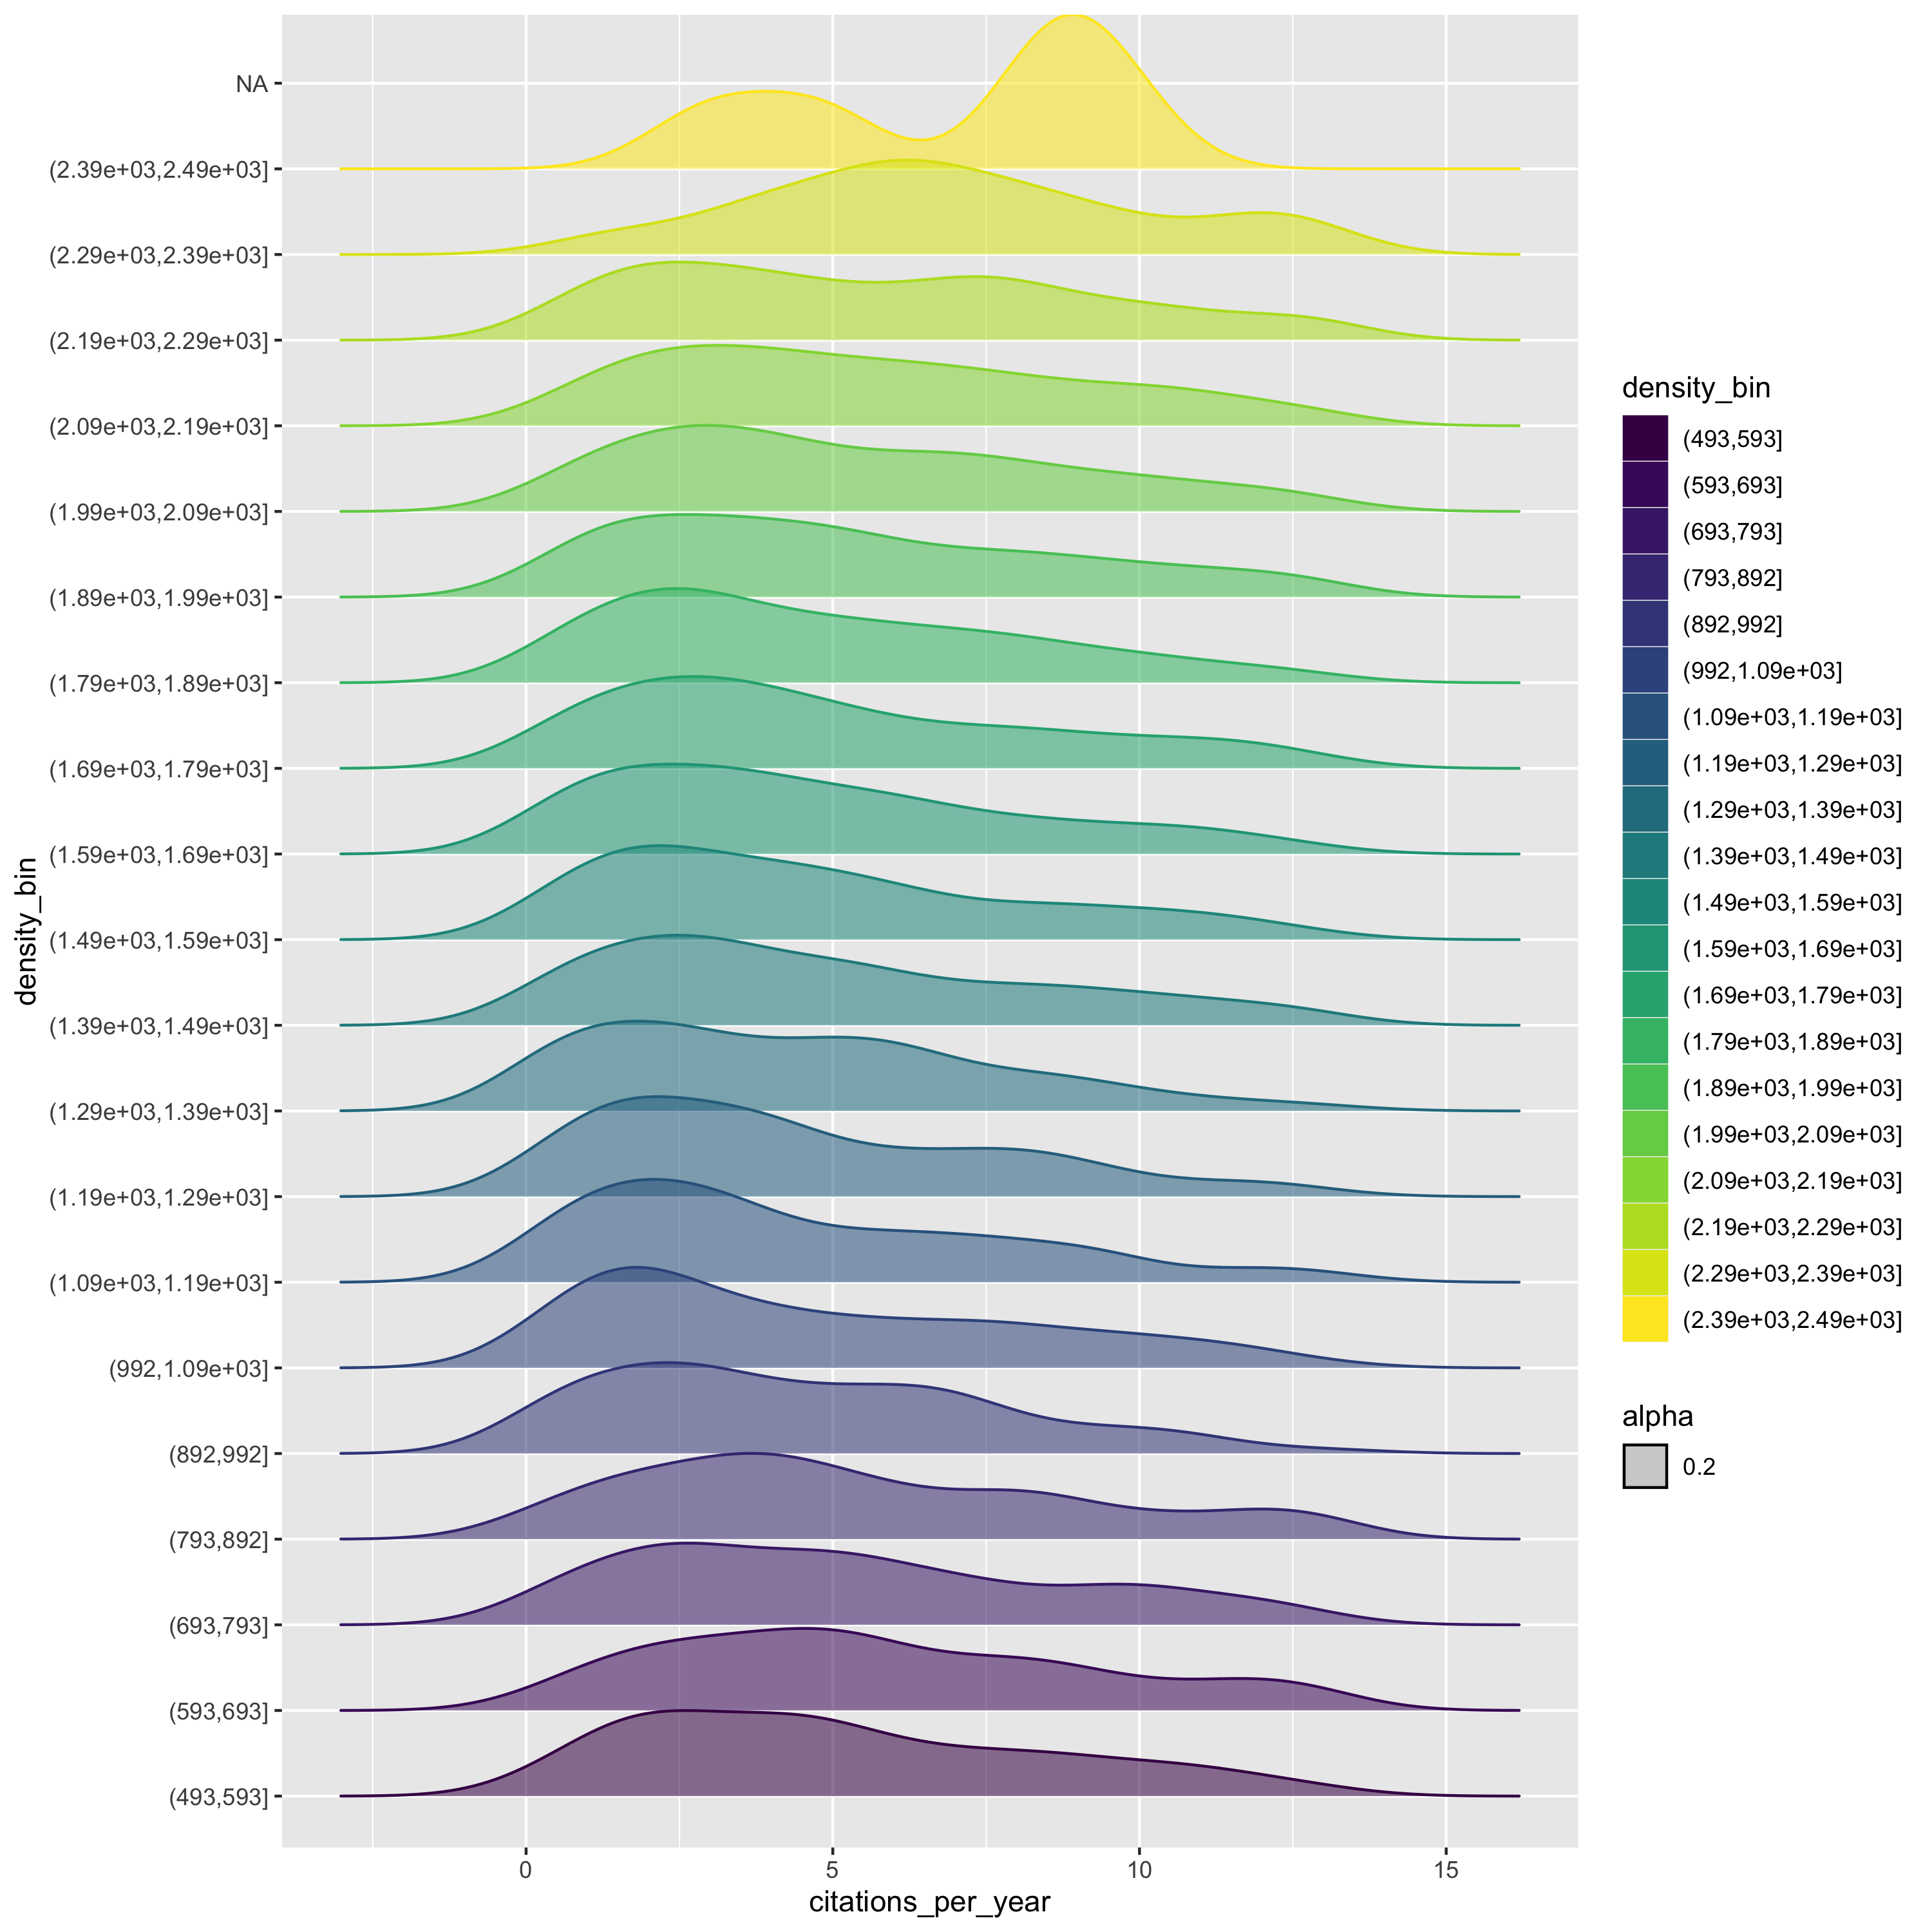 NA
(2.39e+03,2.49e+03]
(2.29e+03,2.39e+03]
(2.19e+03,2.29e+03]
(2.09e+03,2.19e+03]
(1.99e+03,2.09e+03]
(1.89e+03,1.99e+03]
(1.79e+03,1.89e+03]
(1.69e+03,1.79e+03]
(1.59e+03,1.69e+03]
(1.49e+03,1.59e+03]
(1.39e+03,1.49e+03]
(1.29e+03,1.39e+03]
(1.19e+03,1.29e+03]
(1.09e+03,1.19e+03]
(992,1.09e+03]
(892,992]
(793,892]
(693,793]
(593,693]
(493,593]
density_bin
0 5 10 15
citations_per_year
density_bin
(493,593]
(593,693]
(693,793]
(793,892]
(892,992]
(992,1.09e+03]
(1.09e+03,1.19e+03]
(1.19e+03,1.29e+03]
(1.29e+03,1.39e+03]
(1.39e+03,1.49e+03]
(1.49e+03,1.59e+03]
(1.59e+03,1.69e+03]
(1.69e+03,1.79e+03]
(1.79e+03,1.89e+03]
(1.89e+03,1.99e+03]
(1.99e+03,2.09e+03]
(2.09e+03,2.19e+03]
(2.19e+03,2.29e+03]
(2.29e+03,2.39e+03]
(2.39e+03,2.49e+03]
alpha
0.2